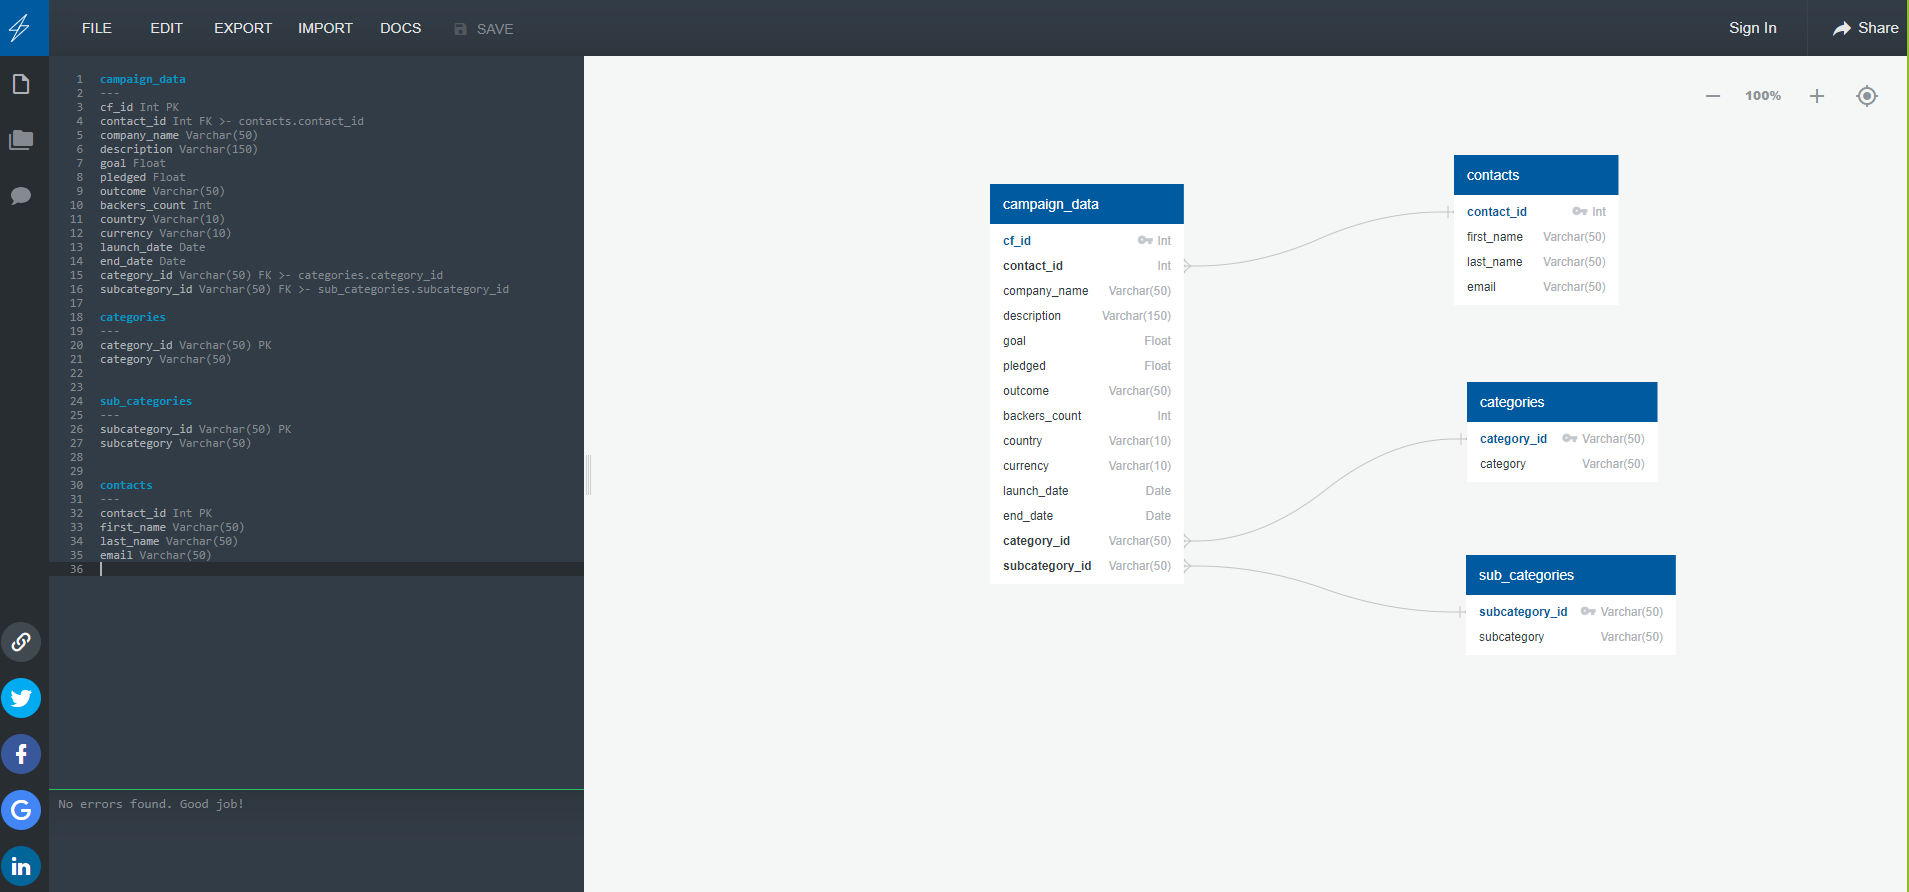 FILE EDIT EXPORT IMPORT DOCS SAVE Sign In Share
1 campaign_data
2 ---
3 cf_id Int PK
4 contact_id Int FK >- contacts.contact_id
5 company_name Varchar(50)
6 description Varchar(150)
7 goal Float
8 pledged Float
9 outcome Varchar(50)
10 backers_count Int
11 country Varchar(10)
12 currency Varchar(10)
13 launch_date Date
14 end_date Date
15 category_id Varchar(50) FK >- categories.category_id
16 subcategory_id Varchar(50) FK >- sub_categories.subcategory_id
17
18 categories
19 ---
20 category_id Varchar(50) PK
21 category Varchar(50)
22
23
24 sub_categories
25 ---
26 subcategory_id Varchar(50) PK
27 subcategory Varchar(50)
28
29
30 contacts
31 ---
32 contact_id Int PK
33 first_name Varchar(50)
34 last_name Varchar(50)
35 email Varchar(50)
36
No errors found. Good job!
100%
campaign_data
cf_id Int
contact_id Int
company_name Varchar(50)
description Varchar(150)
goal Float
pledged Float
outcome Varchar(50)
backers_count Int
country Varchar(10)
currency Varchar(10)
launch_date Date
end_date Date
category_id Varchar(50)
subcategory_id Varchar(50)
contacts
contact_id Int
first_name Varchar(50)
last_name Varchar(50)
email Varchar(50)
categories
category_id Varchar(50)
category Varchar(50)
sub_categories
subcategory_id Varchar(50)
subcategory Varchar(50)
f
G
in